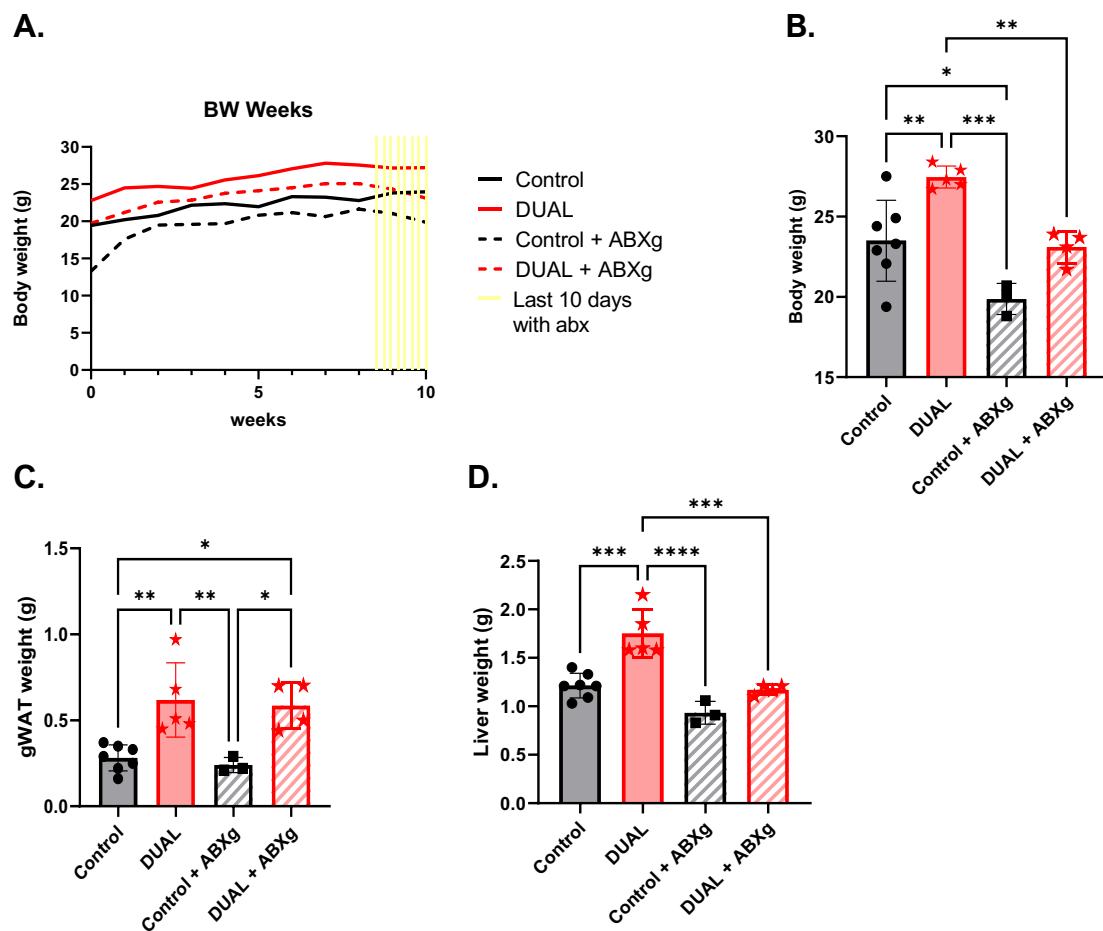 A.
BW Weeks
Body weight (g)
30
25
20
15
10
5
0
0
5
10
weeks
Control
DUAL
Control + ABXg
DUAL + ABXg
Last 10 days
with abx
B.
**
*
**
***
Body weight (g)
30
25
20
15
Control
DUAL
Control + ABXg
DUAL + ABXg
C.
*
**
**
*
gWAT weight (g)
1.5
1.0
0.5
0.0
Control
DUAL
Control + ABXg
DUAL + ABXg
D.
***
***
****
Liver weight (g)
2.5
2.0
1.5
1.0
0.5
0.0
Control
DUAL
Control + ABXg
DUAL + ABXg